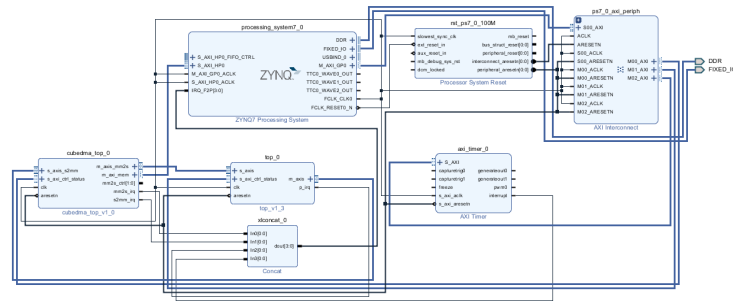 ps7_0_axi_periph
processing_system7_0
rst_ps7_0_100M
S00_AXI
ACLK
ARESETN
S00_ACLK
S00_ARESETN
M00_ACLK
M00_ARESETN
M01_ACLK
M01_ARESETN
M02_ACLK
M02_ARESETN
M00_AXI
M01_AXI
M02_AXI
AXI Interconnect
DDR
FIXED_IO
USBIND_0
M_AXI_GP0
TTC0_WAVE0_OUT
TTC0_WAVE1_OUT
TTC0_WAVE2_OUT
FCLK_CLK0
FCLK_RESET0_N
S_AXI_HP0_FIFO_CTRL
S_AXI_HP0
M_AXI_GP0_ACLK
S_AXI_HP0_ACLK
IRQ_F2P[3:0]
ZYNQ
ZYNQ7 Processing System
slowest_sync_clk
ext_reset_in
aux_reset_in
mb_debug_sys_rst
dcm_locked
mb_reset
bus_struct_reset[0:0]
peripheral_reset[0:0]
interconnect_aresetn[0:0]
peripheral_aresetn[0:0]
Processor System Reset
DDR
cubedma_top_0
s_axis_s2mm
s_axi_ctrl_status
clk
aresetn
m_axis_mm2s
m_axi_mem
mm2s_ctrl[1:0]
mm2s_irq
s2mm_irq
cubedma_top_v1_0
top_0
s_axis
s_axi_ctrl_status
clk
aresetn
m_axis
p_irq
top_v1_3
axi_timer_0
S_AXI
capturetrig0
capturetrig1
freeze
s_axi_aclk
s_axi_aresetn
generateout0
generateout1
pwm0
interrupt
AXI Timer
xlconcat_0
In0[0:0]
In1[0:0]
In2[0:0]
In3[0:0]
dout[3:0]
Concat